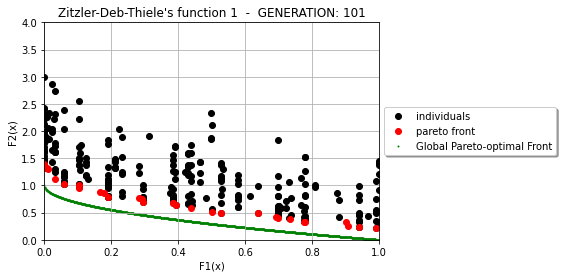 Zitzler-Deb-Thiele's function 1 - GENERATION: 101
4.0
3.5
3.0
2.5
2.0
1.5
1.0
0.5
0.0
F2(x)
0.0 0.2 0.4 0.6 0.8 1.0
F1(x)
individuals
pareto front
Global Pareto-optimal Front